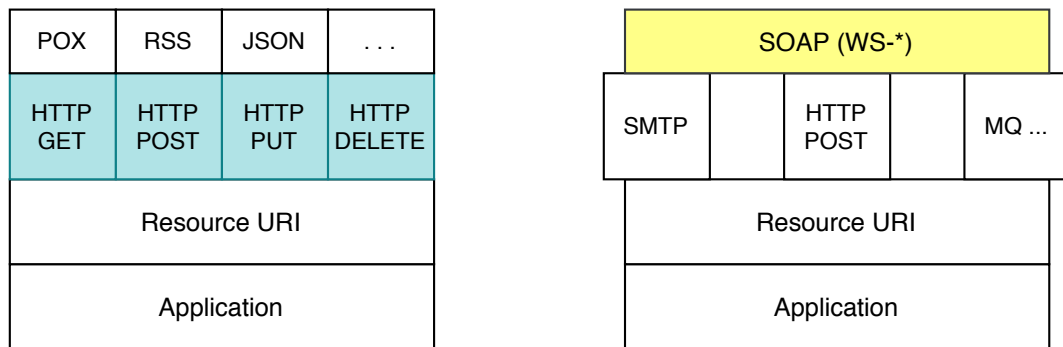 POX
RSS
JSON
. . .
HTTP
GET
HTTP
POST
HTTP
PUT
HTTP
DELETE
Resource URI
Application
SOAP (WS-*)
SMTP
HTTP
POST
MQ ...
Resource URI
Application